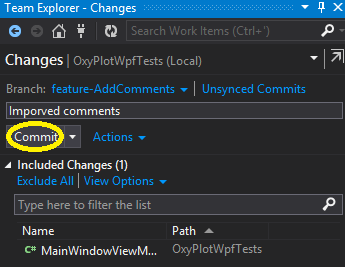 Team Explorer - Changes
Search Work Items (Ctrl+')
Changes | OxyPlotWpfTests (Local)
Branch: feature-AddComments Unsynced Commits
Imporved comments
Commit Actions
Included Changes (1)
Exclude All | View Options
Type here to filter the list
Name Path
C# MainWindowViewM... OxyPlotWpfTests